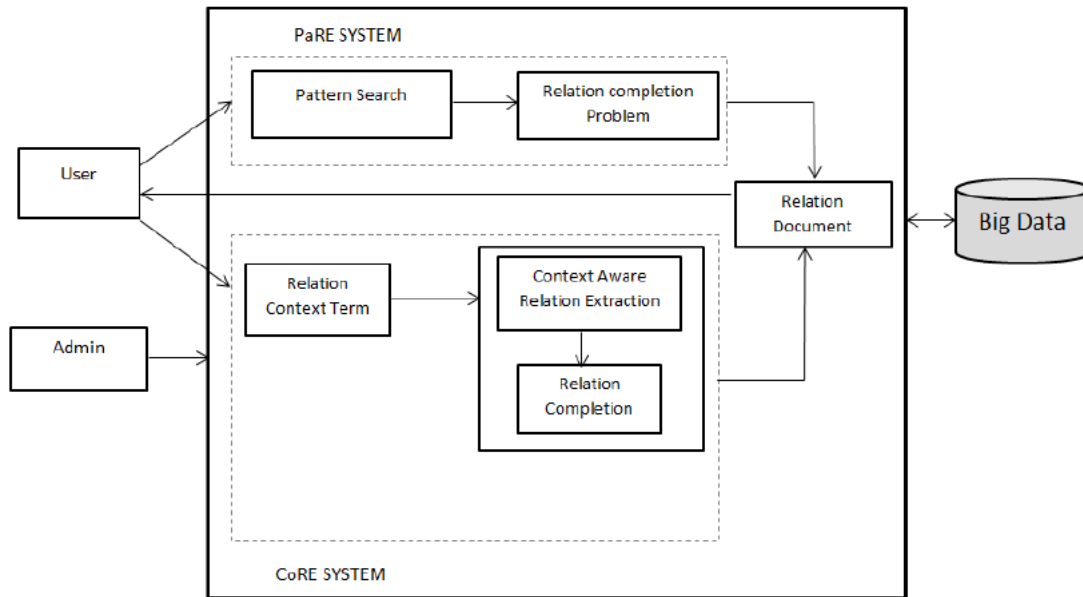 PaRE SYSTEM
Pattern Search
Relation completion
Problem
User
Relation
Document
Big Data
Relation
Context Term
Context Aware
Relation Extraction
Admin
Relation
Completion
CoRE SYSTEM